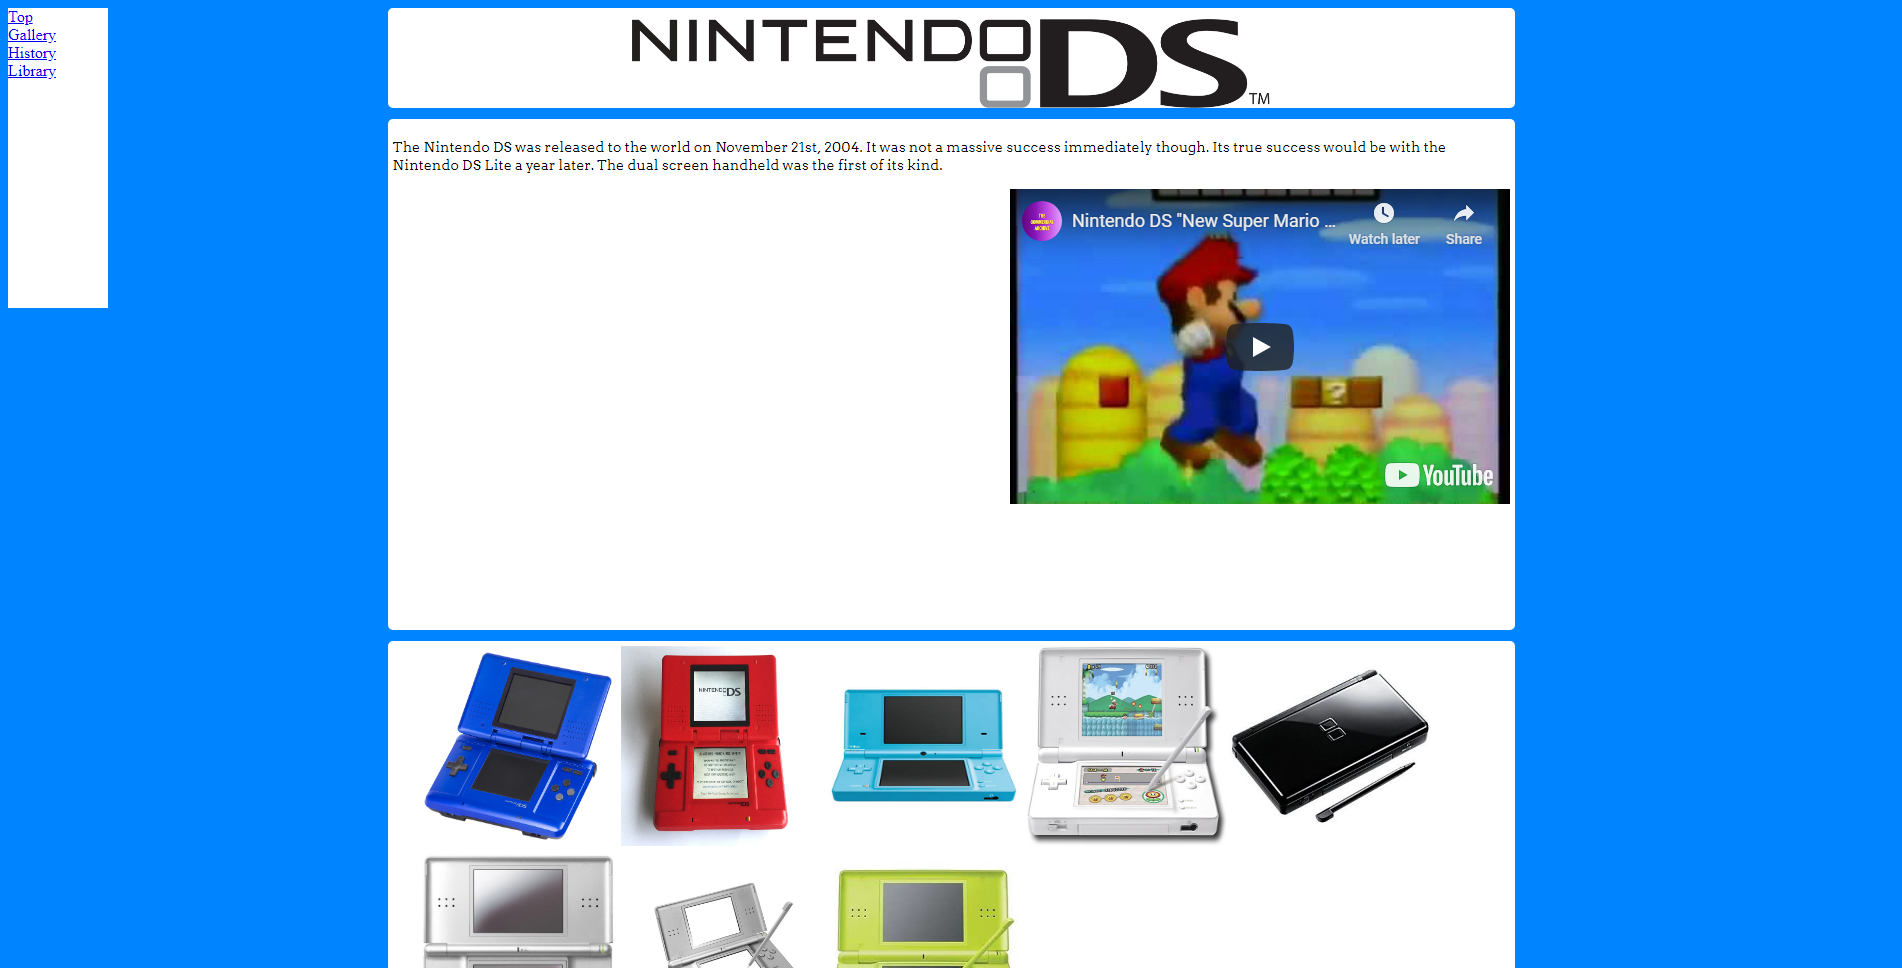 Top
Gallery
History
Library
NINTENDO DS TM
The Nintendo DS was released to the world on November 21st, 2004. It was not a massive success immediately though. Its true success would be with the
Nintendo DS Lite a year later. The dual screen handheld was the first of its kind.
THE COMMERCIAL ARCHIVE
Nintendo DS "New Super Mario ...
Watch later
Share
?
YouTube
NINTENDO DS